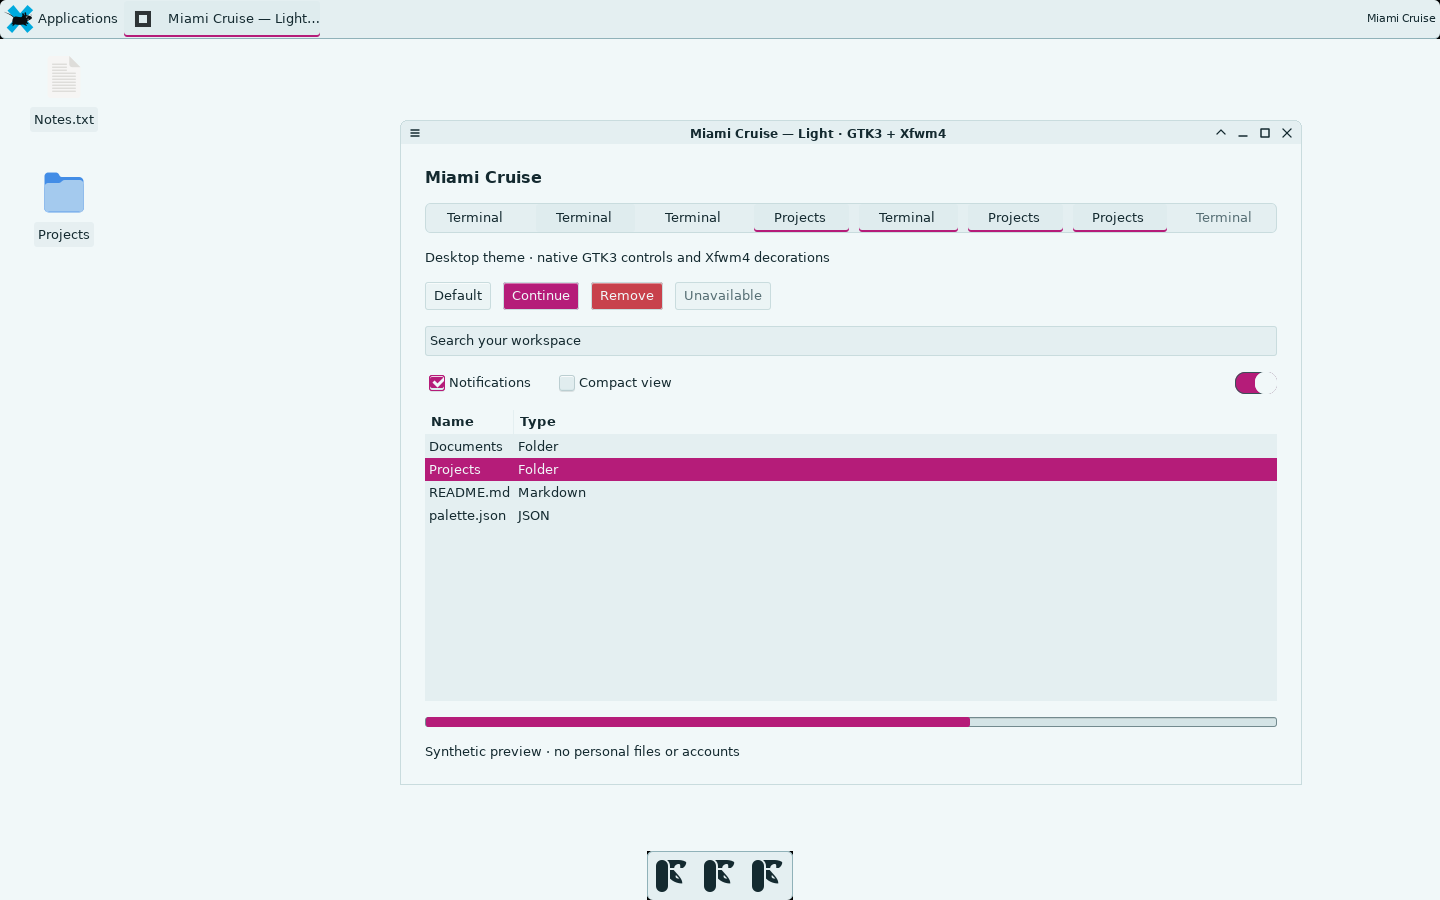 Applications
Miami Cruise — Light...
Miami Cruise
Notes.txt
Projects
Miami Cruise — Light · GTK3 + Xfwm4
Miami Cruise
Terminal Terminal Terminal Projects Terminal Projects Projects Terminal
Desktop theme · native GTK3 controls and Xfwm4 decorations
Default Continue Remove Unavailable
Search your workspace
Notifications Compact view
Name Type
Documents Folder
Projects Folder
README.md Markdown
palette.json JSON
Synthetic preview · no personal files or accounts